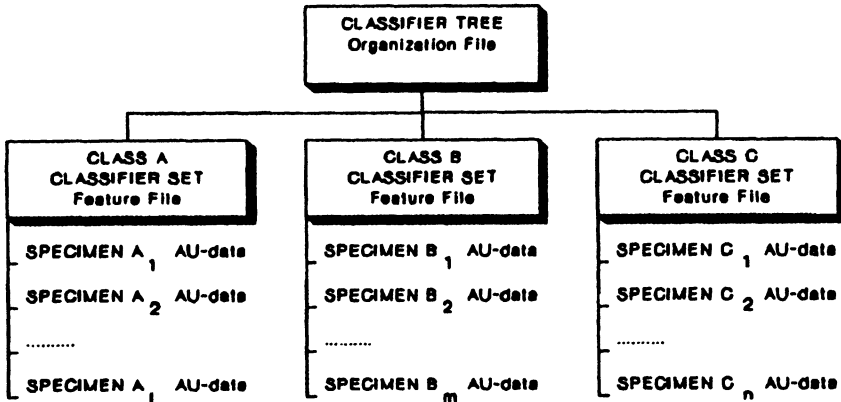 CLASSIFIER TREE
Organization File
CLASS A
CLASSIFIER SET
Feature File
SPECIMEN A 1 AU-data
SPECIMEN A 2 AU-data
..........
SPECIMEN A AU-data
CLASS B
CLASSIFIER SET
Feature File
SPECIMEN B 1 AU-data
SPECIMEN B 2 AU-data
..........
SPECIMEN B m AU-data
CLASS C
CLASSIFIER SET
Feature File
SPECIMEN C 1 AU-data
SPECIMEN C 2 AU-data
..........
SPECIMEN C n AU-data